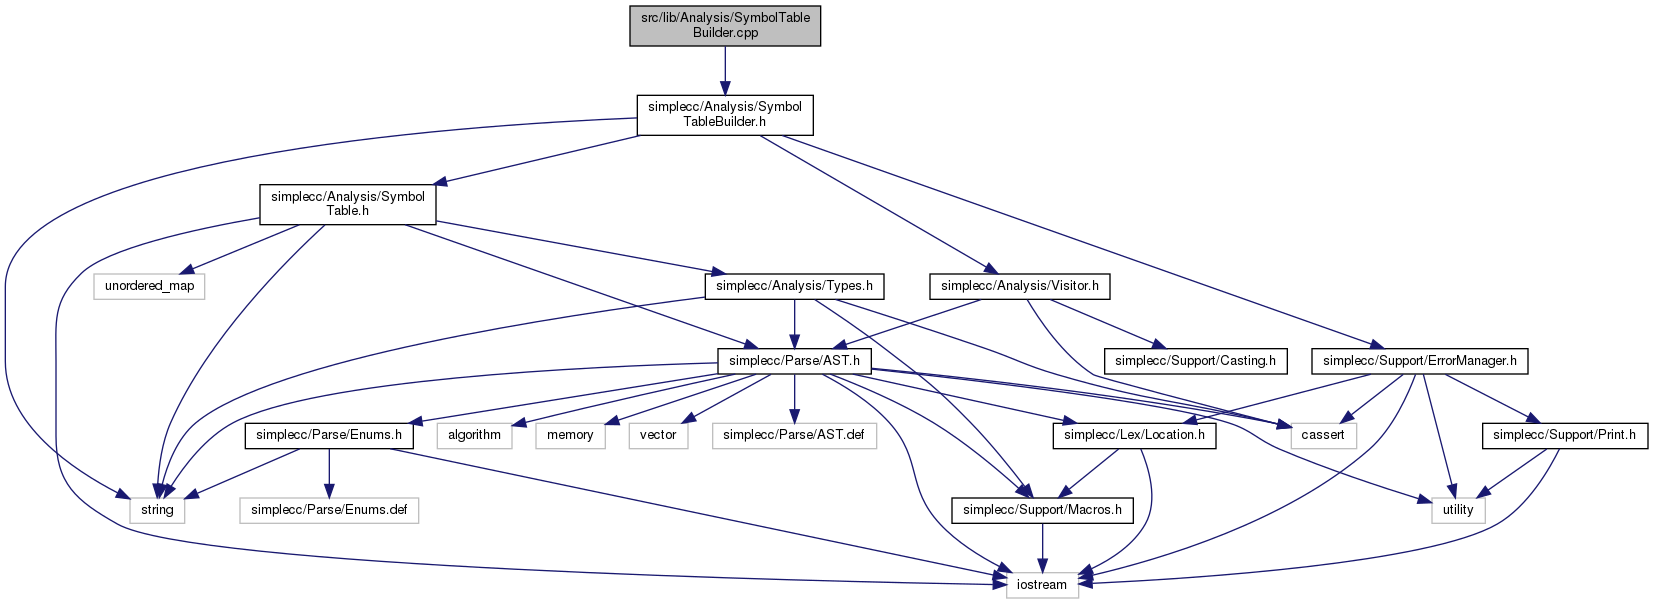 src/lib/Analysis/SymbolTable
Builder.cpp
simplecc/Analysis/Symbol
TableBuilder.h
simplecc/Analysis/Symbol
Table.h
unordered_map
simplecc/Analysis/Types.h
simplecc/Analysis/Visitor.h
simplecc/Parse/AST.h
simplecc/Support/Casting.h
simplecc/Support/ErrorManager.h
simplecc/Parse/Enums.h
algorithm
memory
vector
simplecc/Parse/AST.def
simplecc/Lex/Location.h
cassert
simplecc/Support/Print.h
string
simplecc/Parse/Enums.def
simplecc/Support/Macros.h
utility
iostream